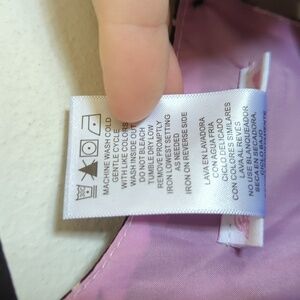 MACHINE WASH COLD
GENTLE CYCLE
WITH LIKE COLORS
WASH INSIDE OUT
DO NOT BLEACH
TUMBLE DRY LOW
REMOVE PROMPTLY
IRON LOWEST SETTING
AS NEEDED
IRON ON REVERSE SIDE
LAVA EN LAVADORA
CON AGUA FRIA
CICLO DELICADO
CON COLORES SIMILARES
LAVA AL REVES
NO USE BLANQUEADOR
SECA EN SECADORA